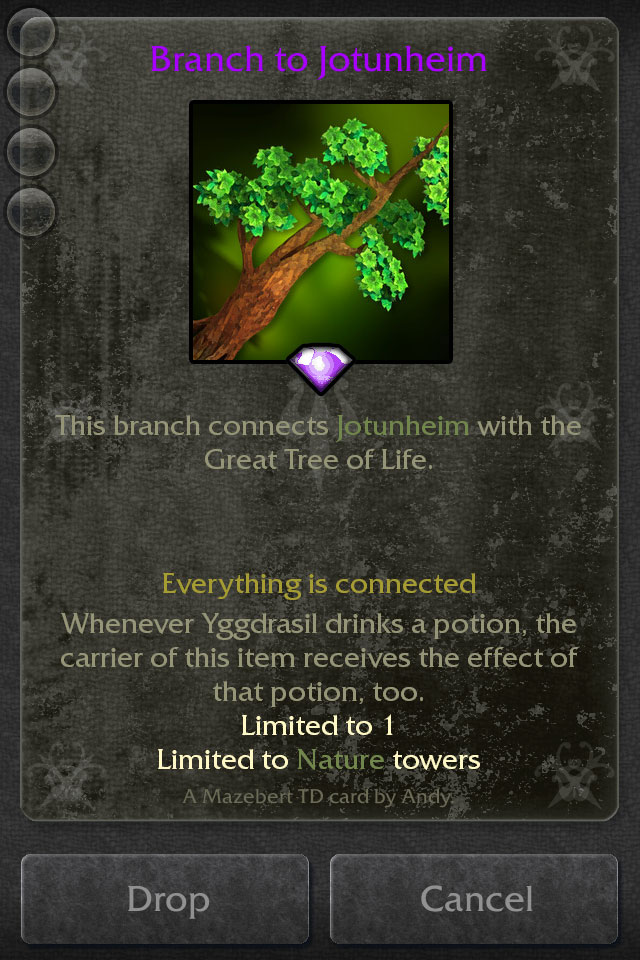 Branch to Jotunheim
This branch connects Jotunheim with the
Great Tree of Life.
Everything is connected
Whenever Yggdrasil drinks a potion, the
carrier of this item receives the effect of
that potion, too.
Limited to 1
Limited to Nature towers
A Mazebert TD card by Andy
Drop
Cancel